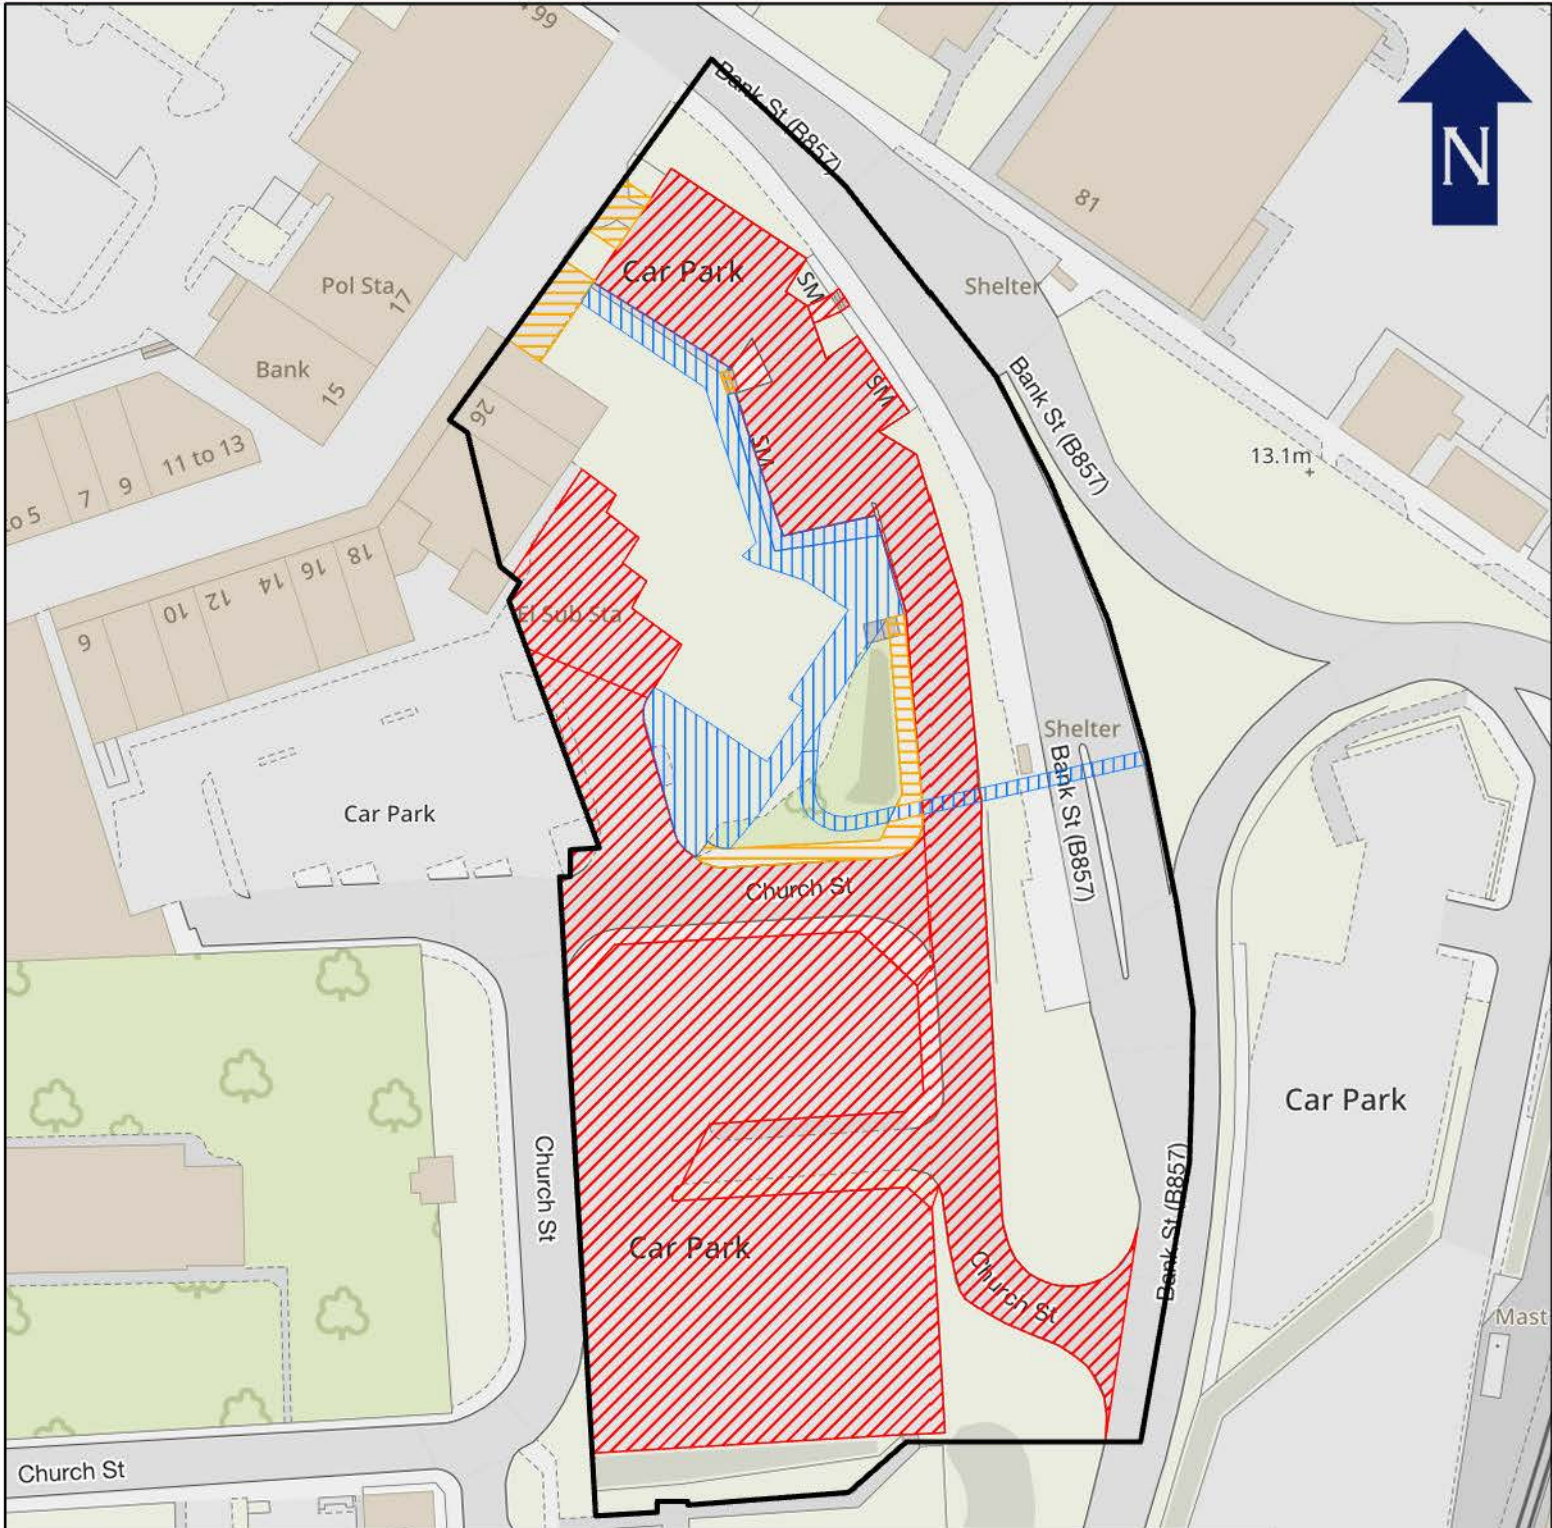 99
Bank St (B857)
N
81
Car Park
Pol Sta
17
SM
Shelter
Bank
15
SM
Bank St (B857)
26
11 to 13
9
7
to 5
SM
13.1m
18
16
14
12
10
6
El Sub Sta
Shelter
Bank St (B857)
Car Park
Church St
Car Park
Church St
Bank St (B857)
Car Park
Church St
Mast
Church St